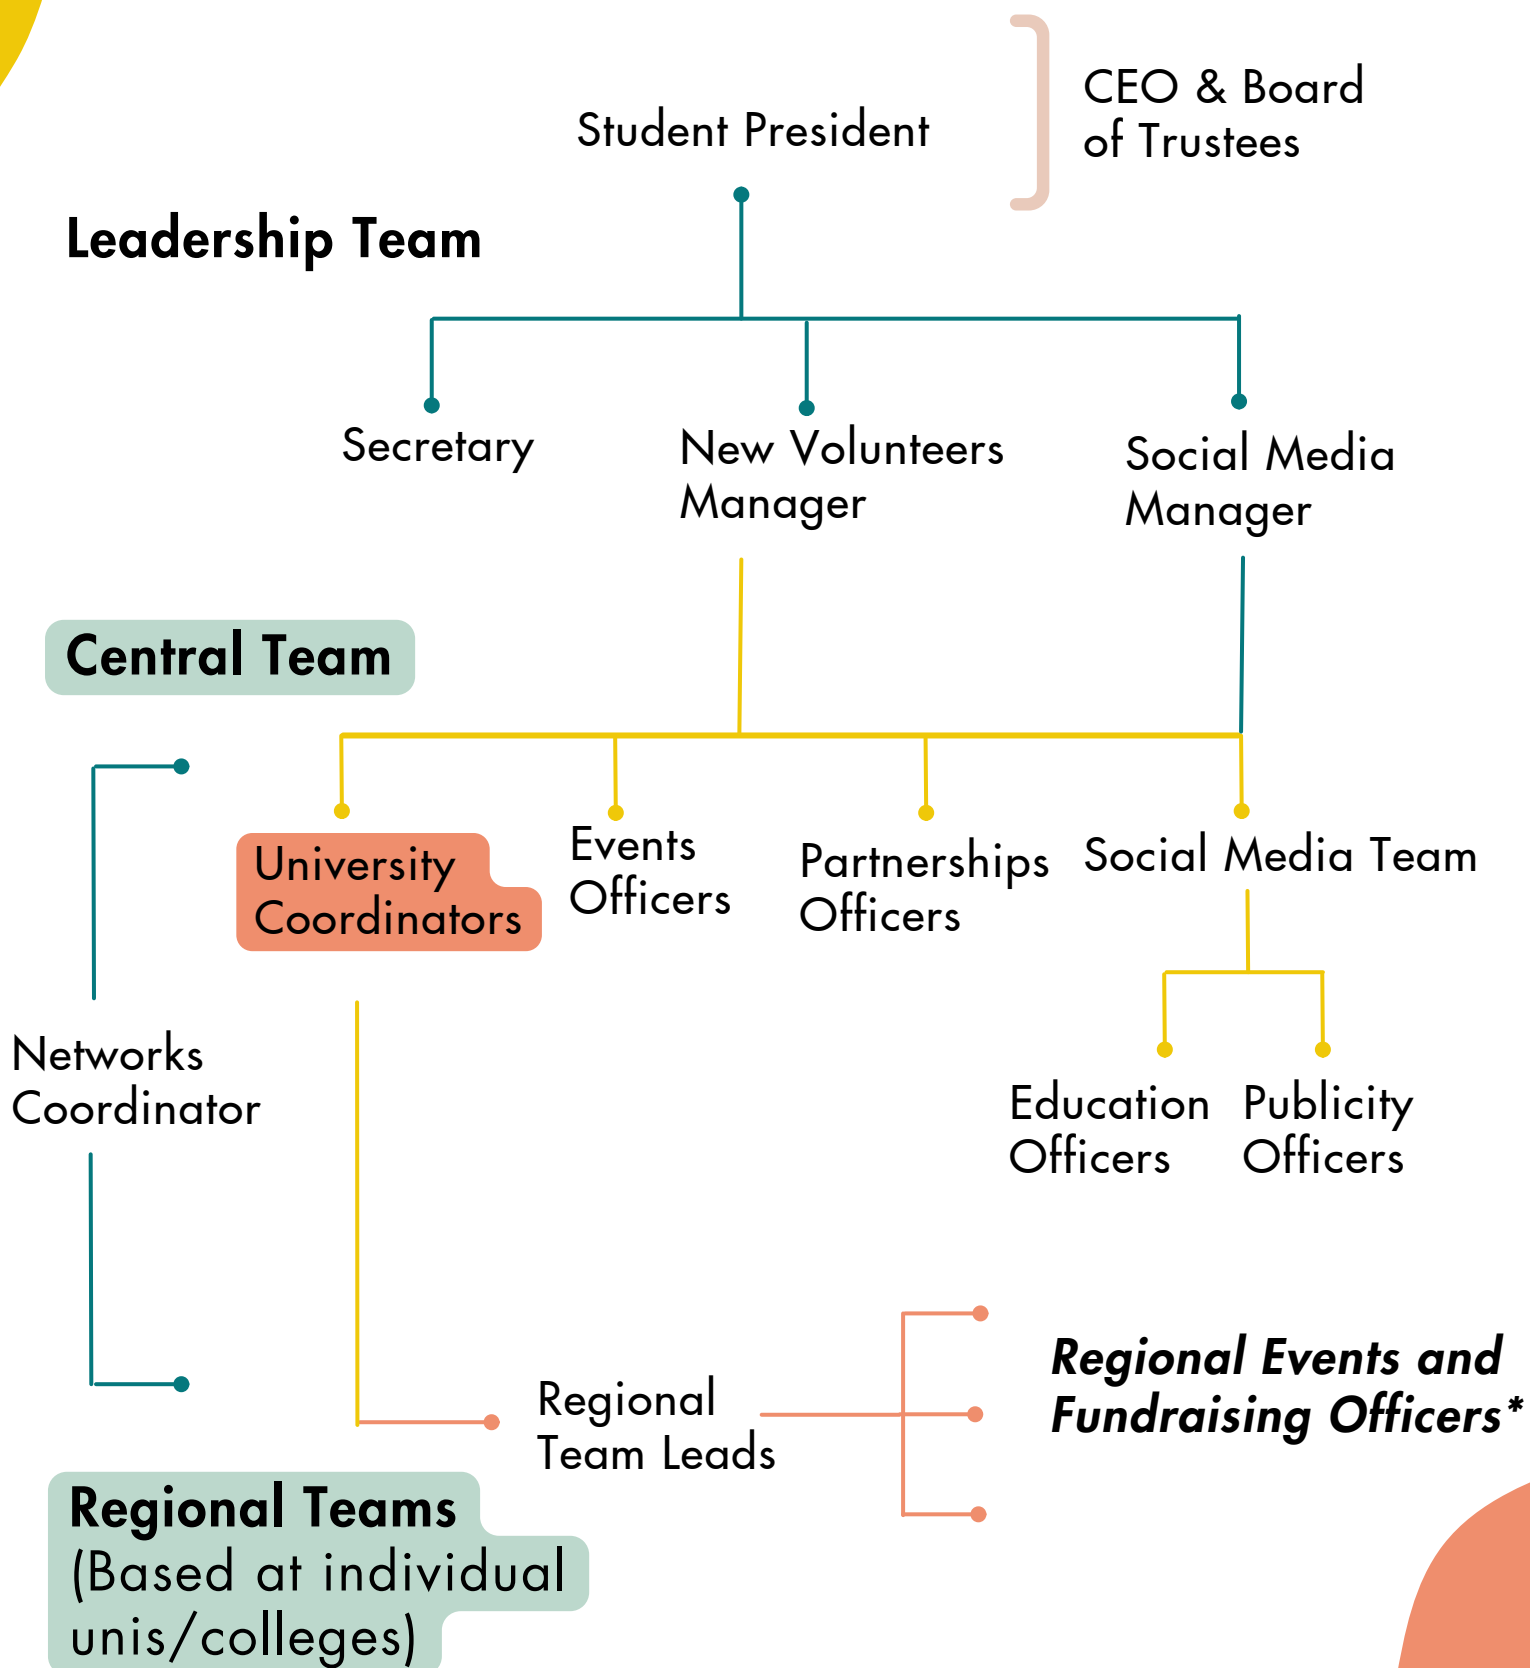 CEO & Board
of Trustees
Student President
Leadership Team
Secretary
New Volunteers
Manager
Social Media
Manager
Central Team
University
Coordinators
Events
Officers
Partnerships
Officers
Social Media Team
Networks
Coordinator
Education
Officers
Publicity
Officers
Regional
Team Leads
Regional Events and
Fundraising Officers*
Regional Teams
(Based at individual
unis/colleges)